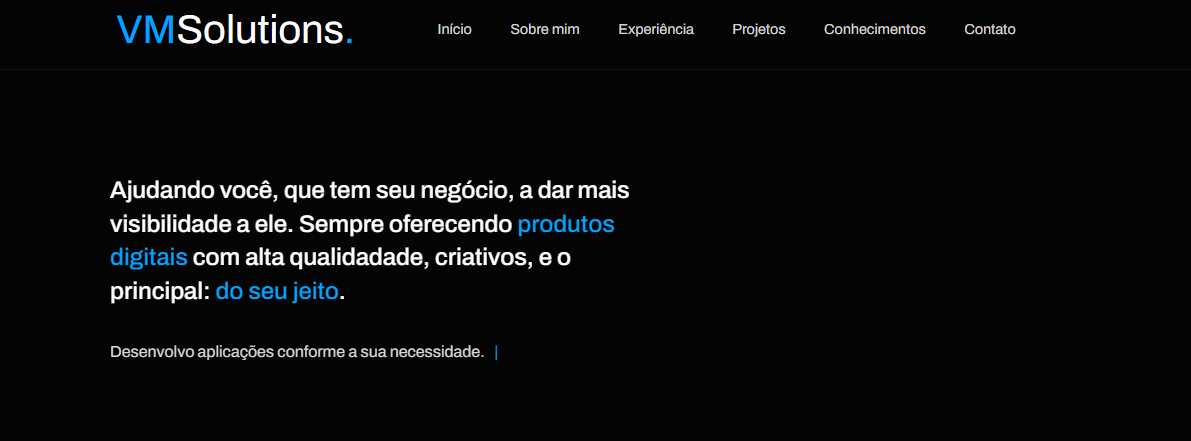 VMSolutions.
Início Sobre mim Experiência Projetos Conhecimentos Contato
Ajudando você, que tem seu negócio, a dar mais
visibilidade a ele. Sempre oferecendo produtos
digitais com alta qualidadade, criativos, e o
principal: do seu jeito.
Desenvolvo aplicações conforme a sua necessidade. |